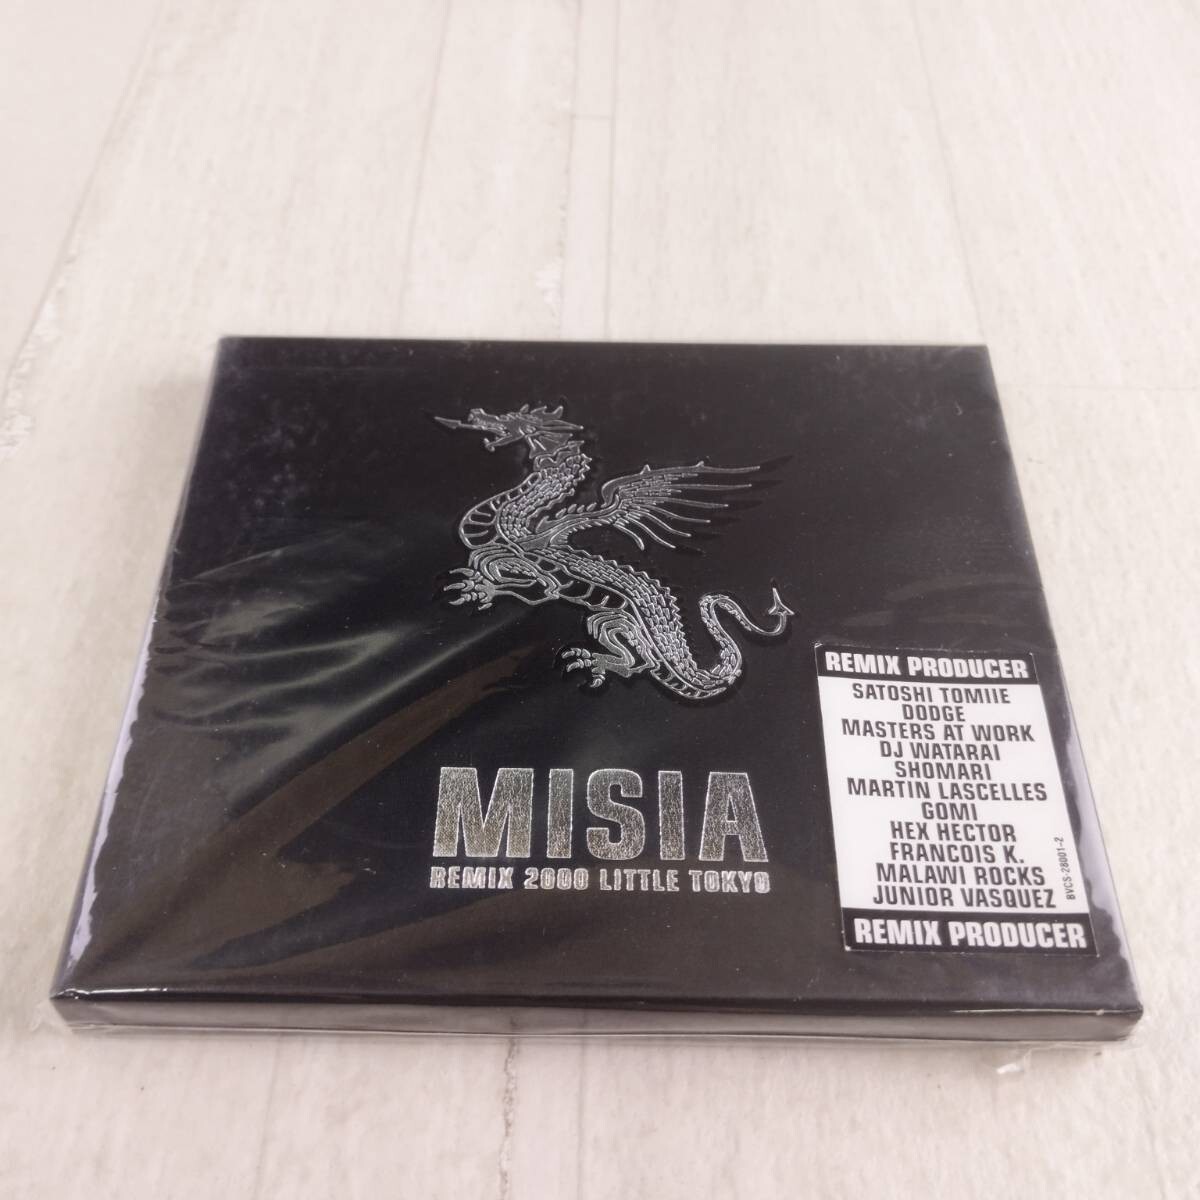 MISIA
REMIX 2000 LITTLE TOKYO
REMIX PRODUCER
SATOSHI TOMIIE
DODGE
MASTERS AT WORK
DJ WATARAI
SHOMARI
MARTIN LASCELLES
GOMI
HEX HECTOR
FRANCOIS K.
MALAWI ROCKS
JUNIOR VASQUEZ
BVCS-28001~2
REMIX PRODUCER